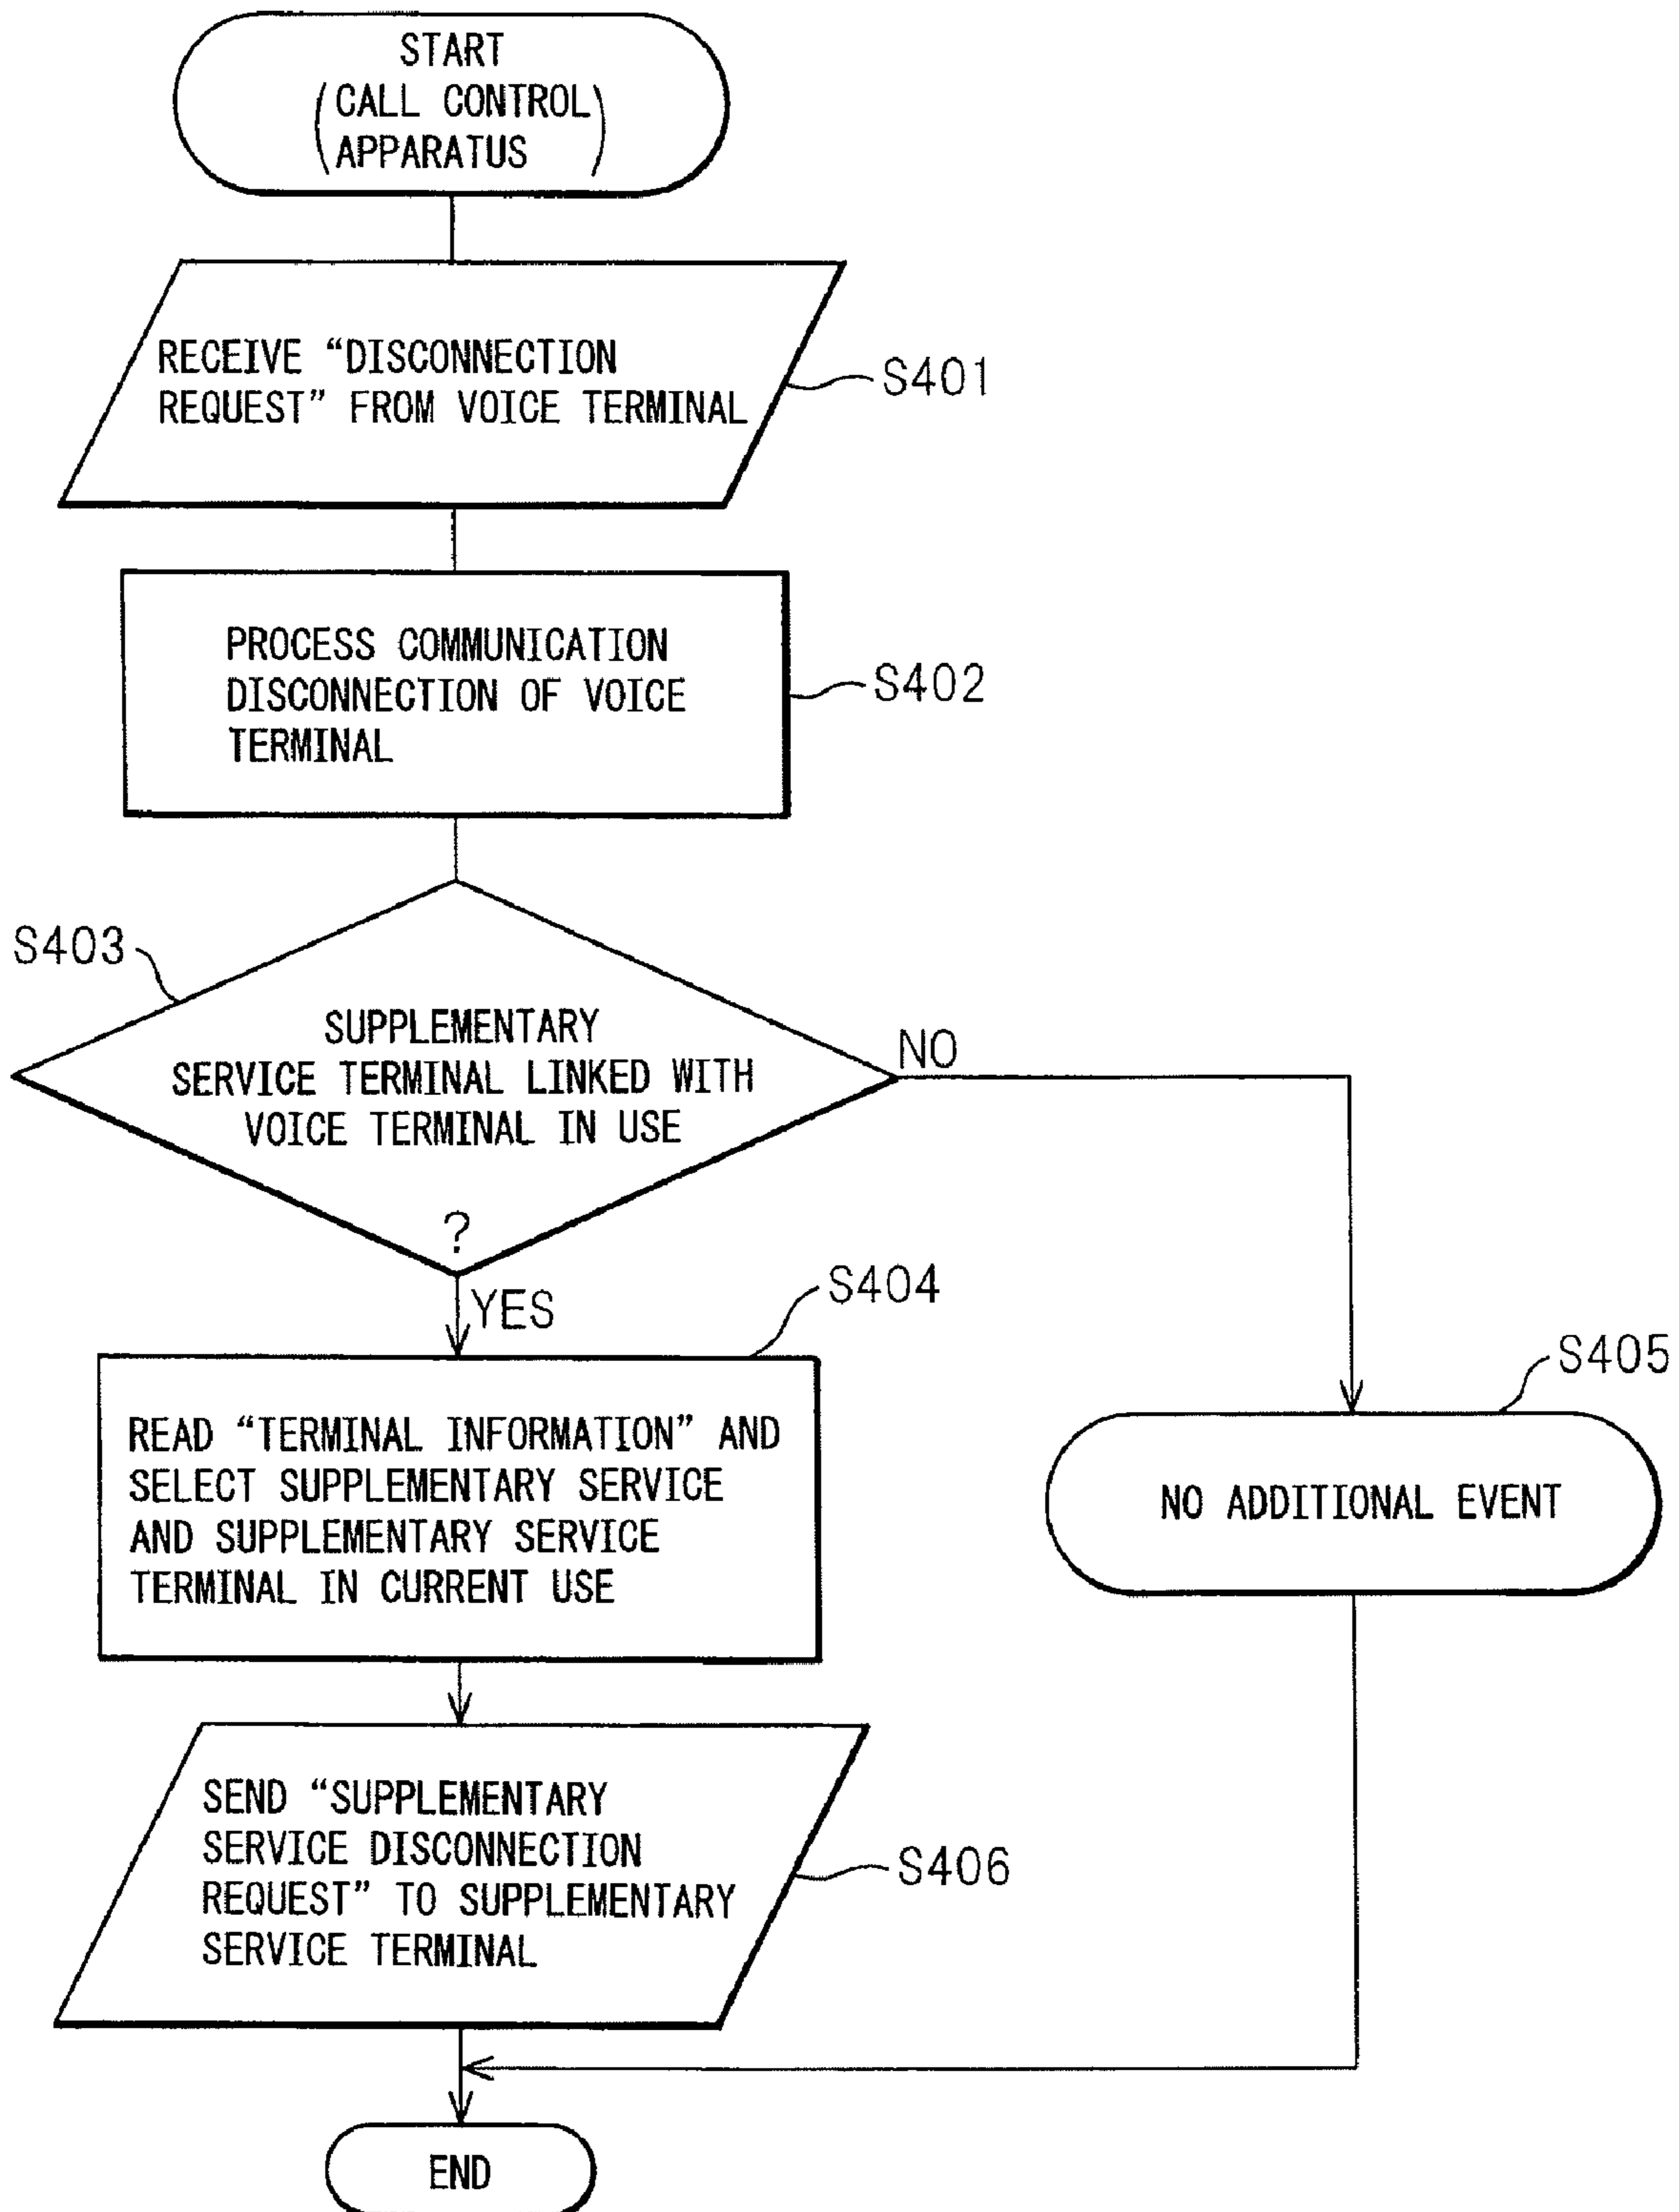 START
(CALL CONTROL
APPARATUS)
RECEIVE “DISCONNECTION
REQUEST” FROM VOICE TERMINAL
S401
PROCESS COMMUNICATION
DISCONNECTION OF VOICE
TERMINAL
S402
S403
SUPPLEMENTARY
SERVICE TERMINAL LINKED WITH
VOICE TERMINAL IN USE
?
NO
YES
S404
READ “TERMINAL INFORMATION” AND
SELECT SUPPLEMENTARY SERVICE
AND SUPPLEMENTARY SERVICE
TERMINAL IN CURRENT USE
S405
NO ADDITIONAL EVENT
SEND “SUPPLEMENTARY
SERVICE DISCONNECTION
REQUEST” TO SUPPLEMENTARY
SERVICE TERMINAL
S406
END